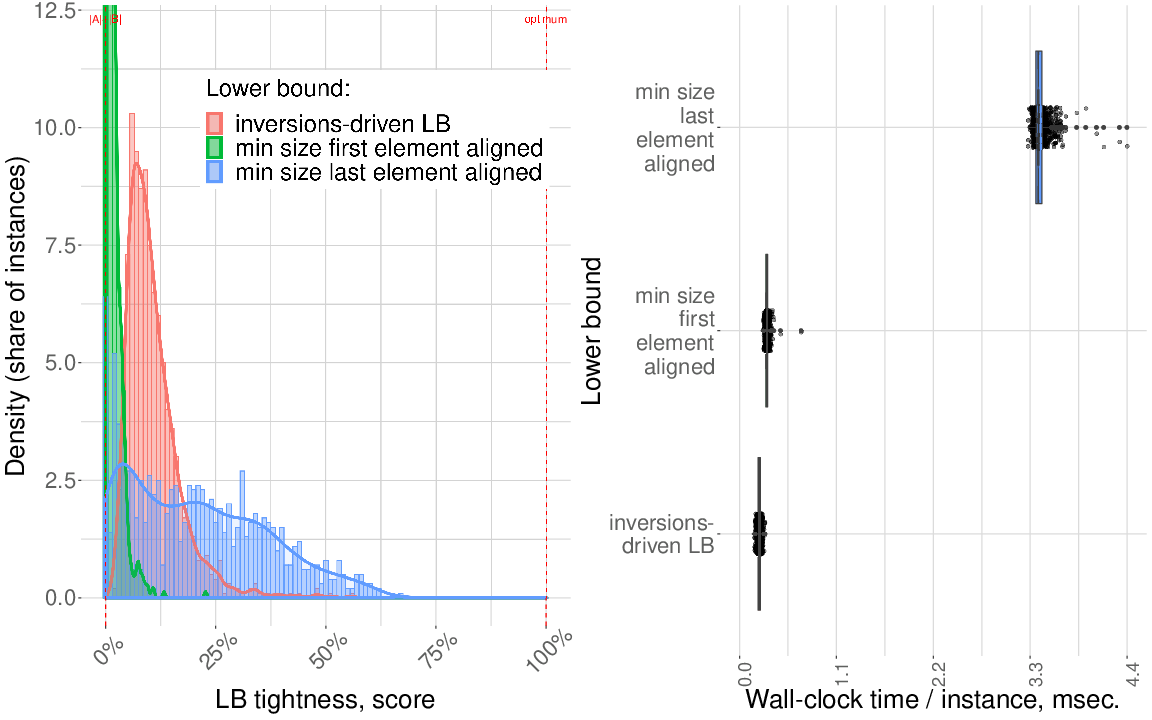 12.5
10.0
7.5
5.0
2.5
0.0
Density (share of instances)
|A|
|B|
optimum
Lower bound:
inversions-driven LB
min size first element aligned
min size last element aligned
0%
25%
50%
75%
100%
LB tightness, score
Lower bound
min size
last
element
aligned
min size
first
element
aligned
inversions-
driven LB
0.0
1.1
2.2
3.3
4.4
Wall-clock time / instance, msec.